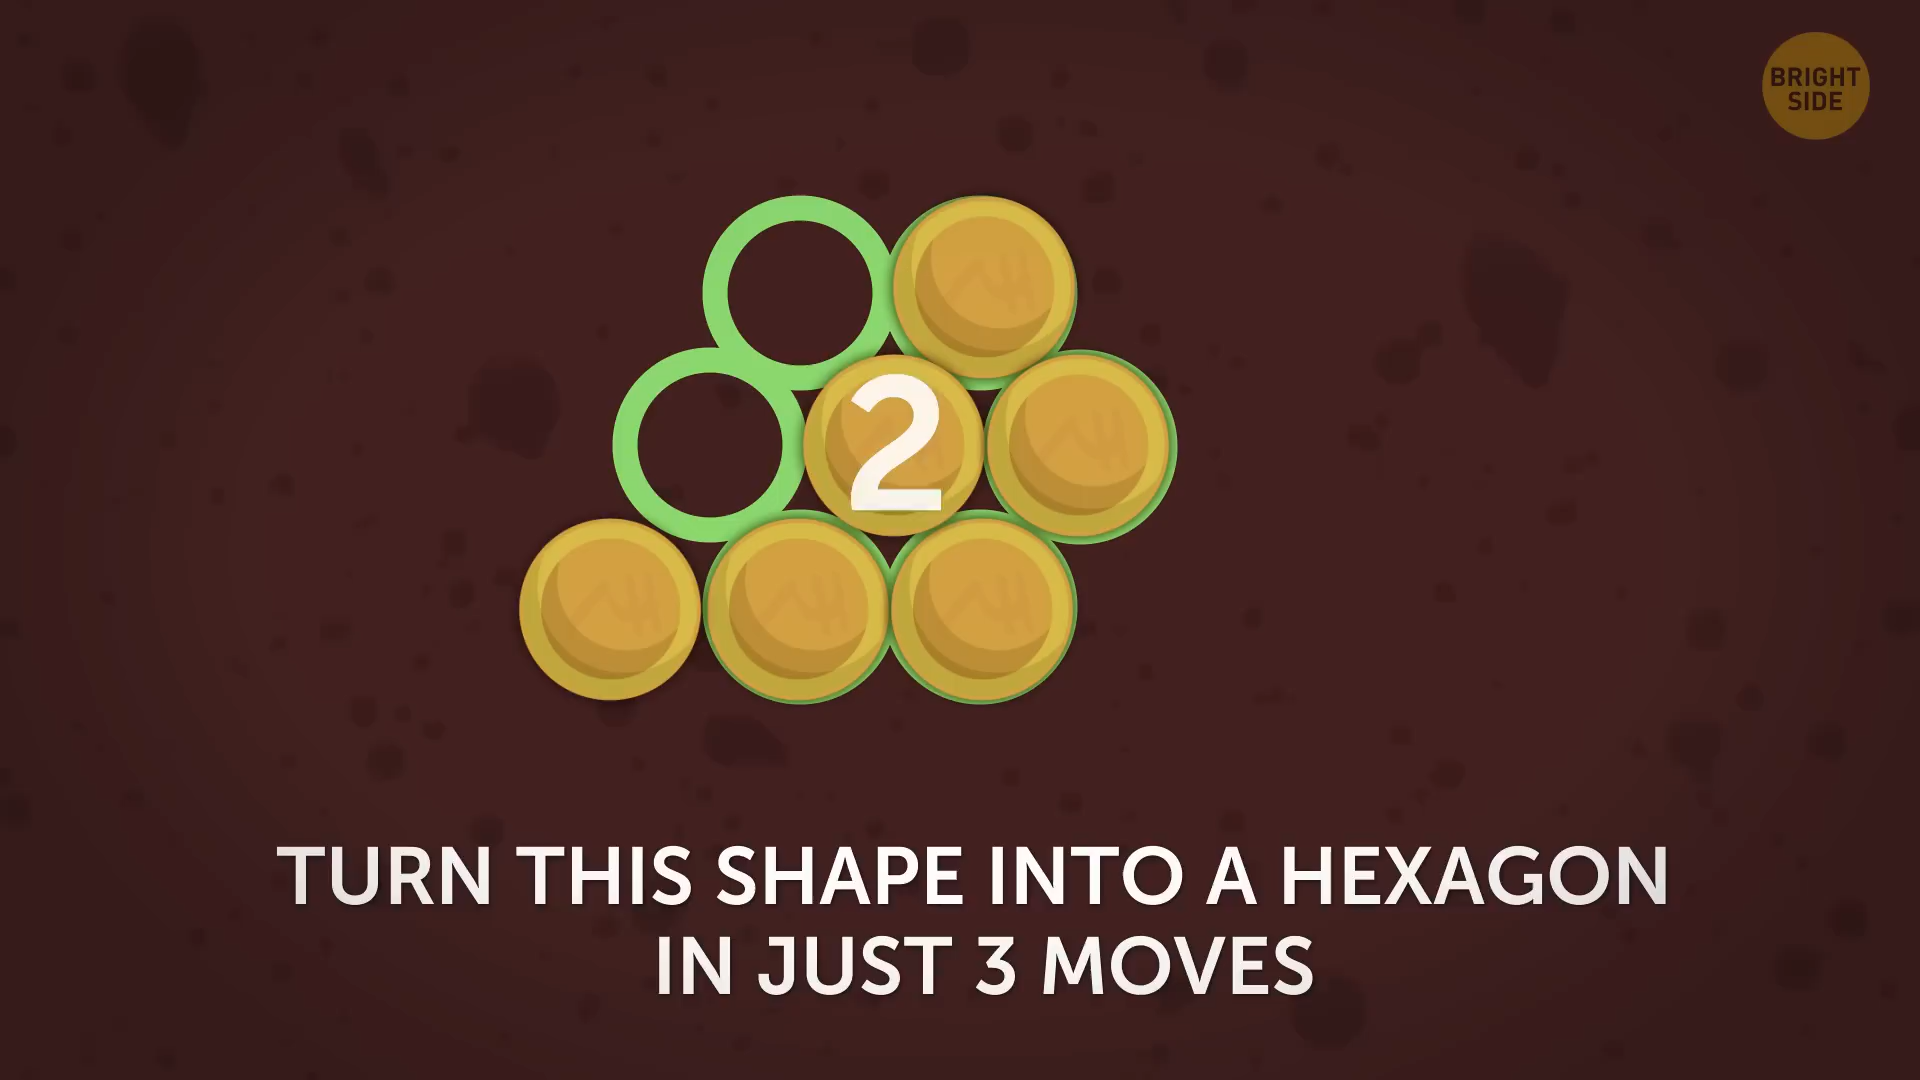 BRIGHT
SIDE
2
TURN THIS SHAPE INTO A HEXAGON
IN JUST 3 MOVES